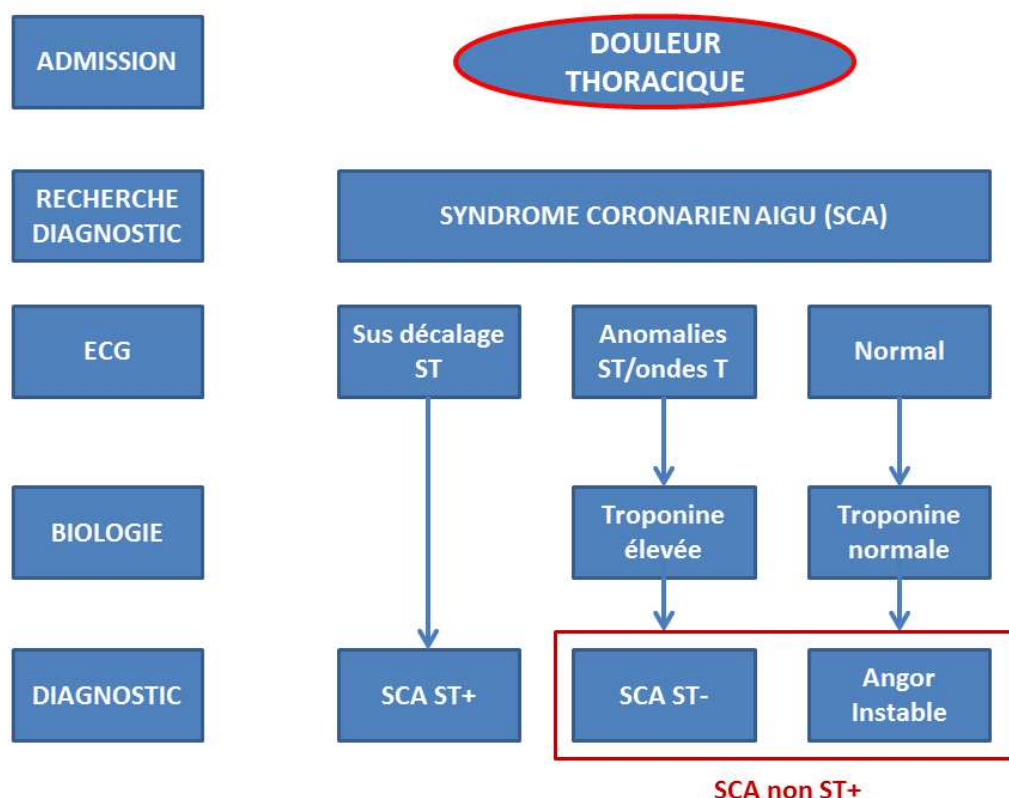 ADMISSION
DOULEUR
THORACIQUE
RECHERCHE
DIAGNOSTIC
SYNDROME CORONARIEN AIGU (SCA)
ECG
Sus décalage
ST
Anomalies
ST/ondes T
Normal
BIOLOGIE
Troponine
élevée
Troponine
normale
DIAGNOSTIC
SCA ST+
SCA ST-
Angor
Instable
SCA non ST+